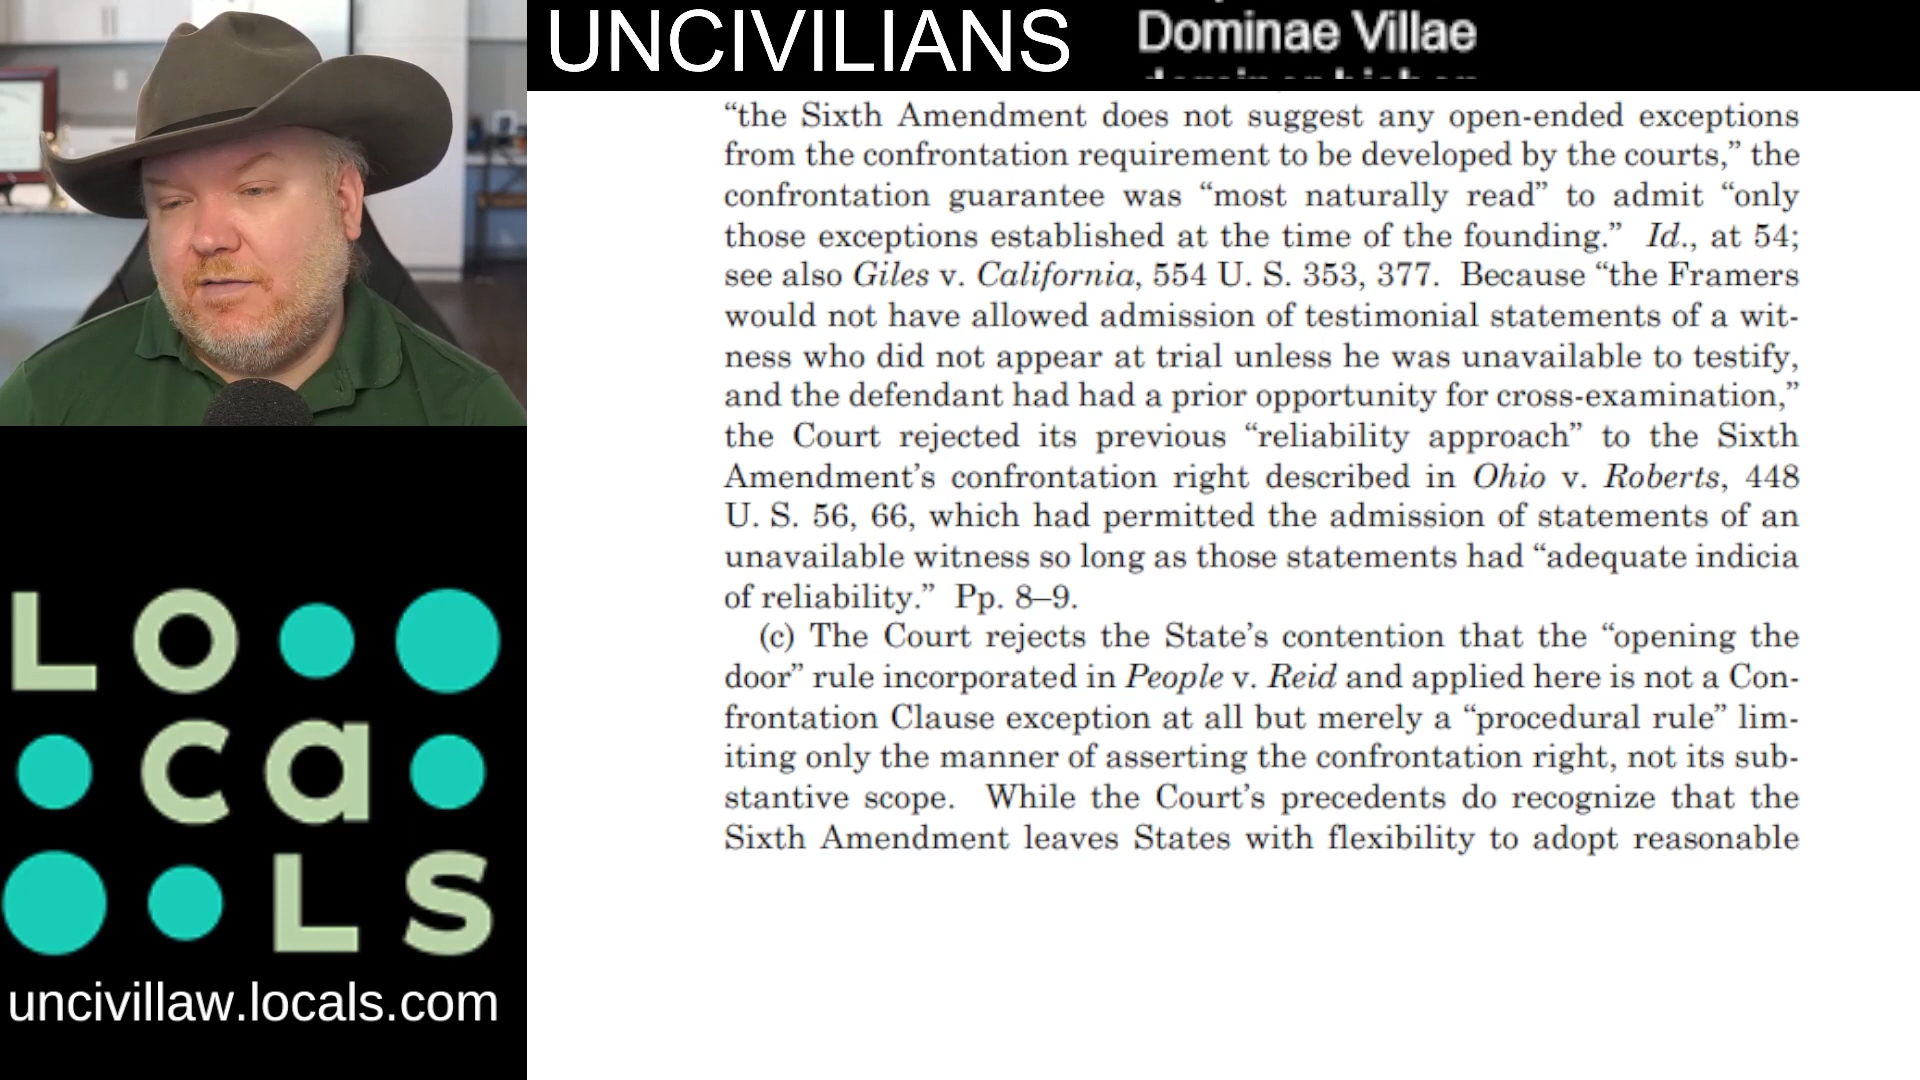 UNCIVILIANS
Dominae Villae
“the Sixth Amendment does not suggest any open-ended exceptions
from the confrontation requirement to be developed by the courts,” the
confrontation guarantee was “most naturally read” to admit “only
those exceptions established at the time of the founding.” Id., at 54;
see also Giles v. California, 554 U. S. 353, 377. Because “the Framers
would not have allowed admission of testimonial statements of a wit-
ness who did not appear at trial unless he was unavailable to testify,
and the defendant had had a prior opportunity for cross-examination,”
the Court rejected its previous “reliability approach” to the Sixth
Amendment’s confrontation right described in Ohio v. Roberts, 448
U. S. 56, 66, which had permitted the admission of statements of an
unavailable witness so long as those statements had “adequate indicia
of reliability.” Pp. 8–9.
(c) The Court rejects the State’s contention that the “opening the
door” rule incorporated in People v. Reid and applied here is not a Con-
frontation Clause exception at all but merely a “procedural rule” lim-
iting only the manner of asserting the confrontation right, not its sub-
stantive scope. While the Court’s precedents do recognize that the
Sixth Amendment leaves States with flexibility to adopt reasonable
LO
ca
LS
uncivillaw.locals.com